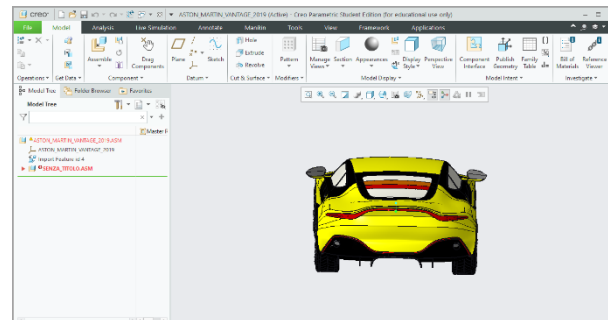 creo ASTON_MARTIN_VANTAGE_2019 (Active) - Creo Parametric Student Edition (for educational use only)
File Model Analysis Live Simulation Annotate Manikin Tools View Framework Applications
Assemble Drag Components Plane Sketch Hole Extrude Revolve Pattern Manage Views Section Appearances Display Style Perspective View Component Interface Publish Geometry Family Table Bill of Materials Reference Viewer
Operations Get Data Component Datum Cut & Surface Modifiers Model Display Model Intent Investigate
Model Tree Folder Browser Favorites
Model Tree
ASTON_MARTIN_VANTAGE_2019.ASM
ASTON_MARTIN_VANTAGE_2019
Import Feature id 4
SENZA_TITOLO.ASM